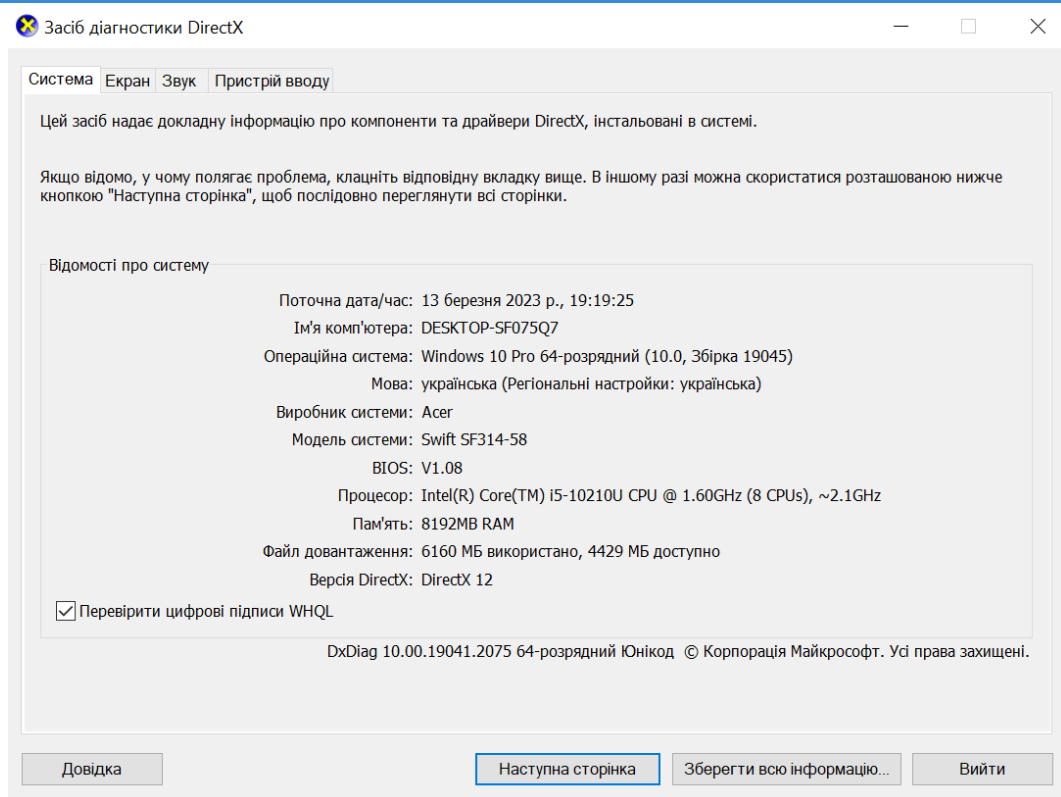 Засіб діагностики DirectX
Система Екран Звук Пристрій вводу
Цей засіб надає докладну інформацію про компоненти та драйвери DirectX, інстальовані в системі.
Якщо відомо, у чому полягає проблема, клацніть відповідну вкладку вище. В іншому разі можна скористатися розташованою нижче
кнопкою "Наступна сторінка", щоб послідовно переглянути всі сторінки.
Відомості про систему
Поточна дата/час: 13 березня 2023 р., 19:19:25
Ім'я комп'ютера: DESKTOP-SF075Q7
Операційна система: Windows 10 Pro 64-розрядний (10.0, Збірка 19045)
Мова: українська (Регіональні настройки: українська)
Виробник системи: Acer
Модель системи: Swift SF314-58
BIOS: V1.08
Процесор: Intel(R) Core(TM) i5-10210U CPU @ 1.60GHz (8 CPUs), ~2.1GHz
Пам'ять: 8192MB RAM
Файл довантаження: 6160 МБ використано, 4429 МБ доступно
Версія DirectX: DirectX 12
Перевірити цифрові підписи WHQL
DxDiag 10.00.19041.2075 64-розрядний Юнікод © Корпорація Майкрософт. Усі права захищені.
Довідка Наступна сторінка Зберегти всю інформацію... Вийти